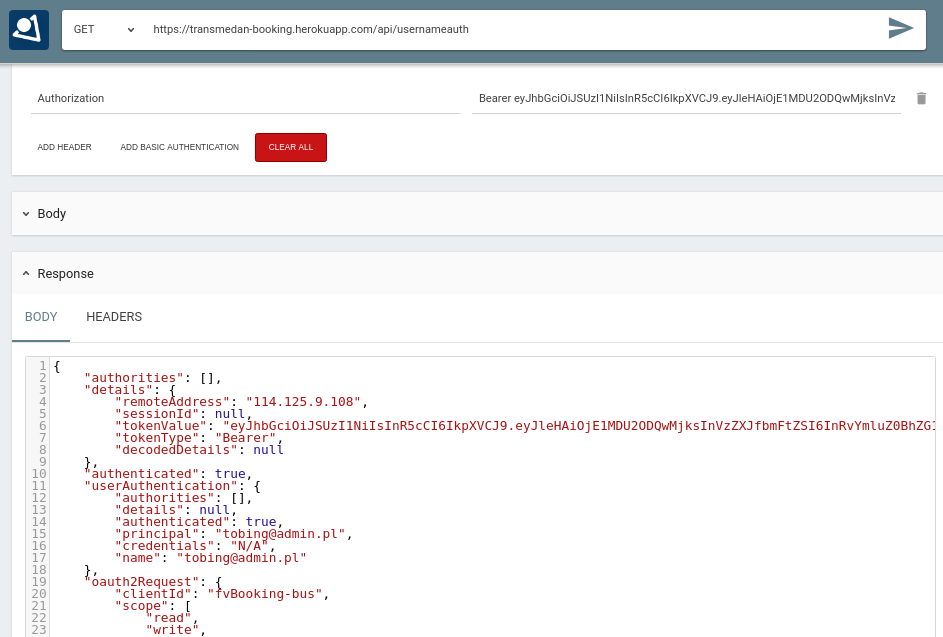 GET https://transmedan-booking.herokuapp.com/api/usernameauth
Authorization Bearer eyJhbGciOiJSUzI1NiIsInR5cCI6IkpXVCJ9.eyJleHAiOjE1MDU2ODQwMjksInVz
ADD HEADER ADD BASIC AUTHENTICATION CLEAR ALL
Body
Response
BODY HEADERS
1 {
2 "authorities": [],
3 "details": {
4 "remoteAddress": "114.125.9.108",
5 "sessionId": null,
6 "tokenValue": "eyJhbGciOiJSUzI1NiIsInR5cCI6IkpXVCJ9.eyJleHAiOjE1MDU2ODQwMjksInVzZXJfbmFtZSI6InRvYmluZ0BhZG1
7 "tokenType": "Bearer",
8 "decodedDetails": null
9 },
10 "authenticated": true,
11 "userAuthentication": {
12 "authorities": [],
13 "details": null,
14 "authenticated": true,
15 "principal": "tobing@admin.pl",
16 "credentials": "N/A",
17 "name": "tobing@admin.pl"
18 },
19 "oauth2Request": {
20 "clientId": "fvBooking-bus",
21 "scope": [
22 "read",
23 "write",